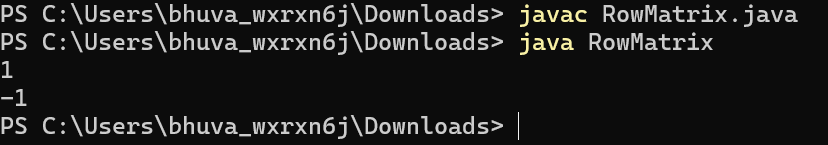 PS C:\Users\bhuva_wxrxn6j\Downloads> javac RowMatrix.java
PS C:\Users\bhuva_wxrxn6j\Downloads> java RowMatrix
1
-1
PS C:\Users\bhuva_wxrxn6j\Downloads>